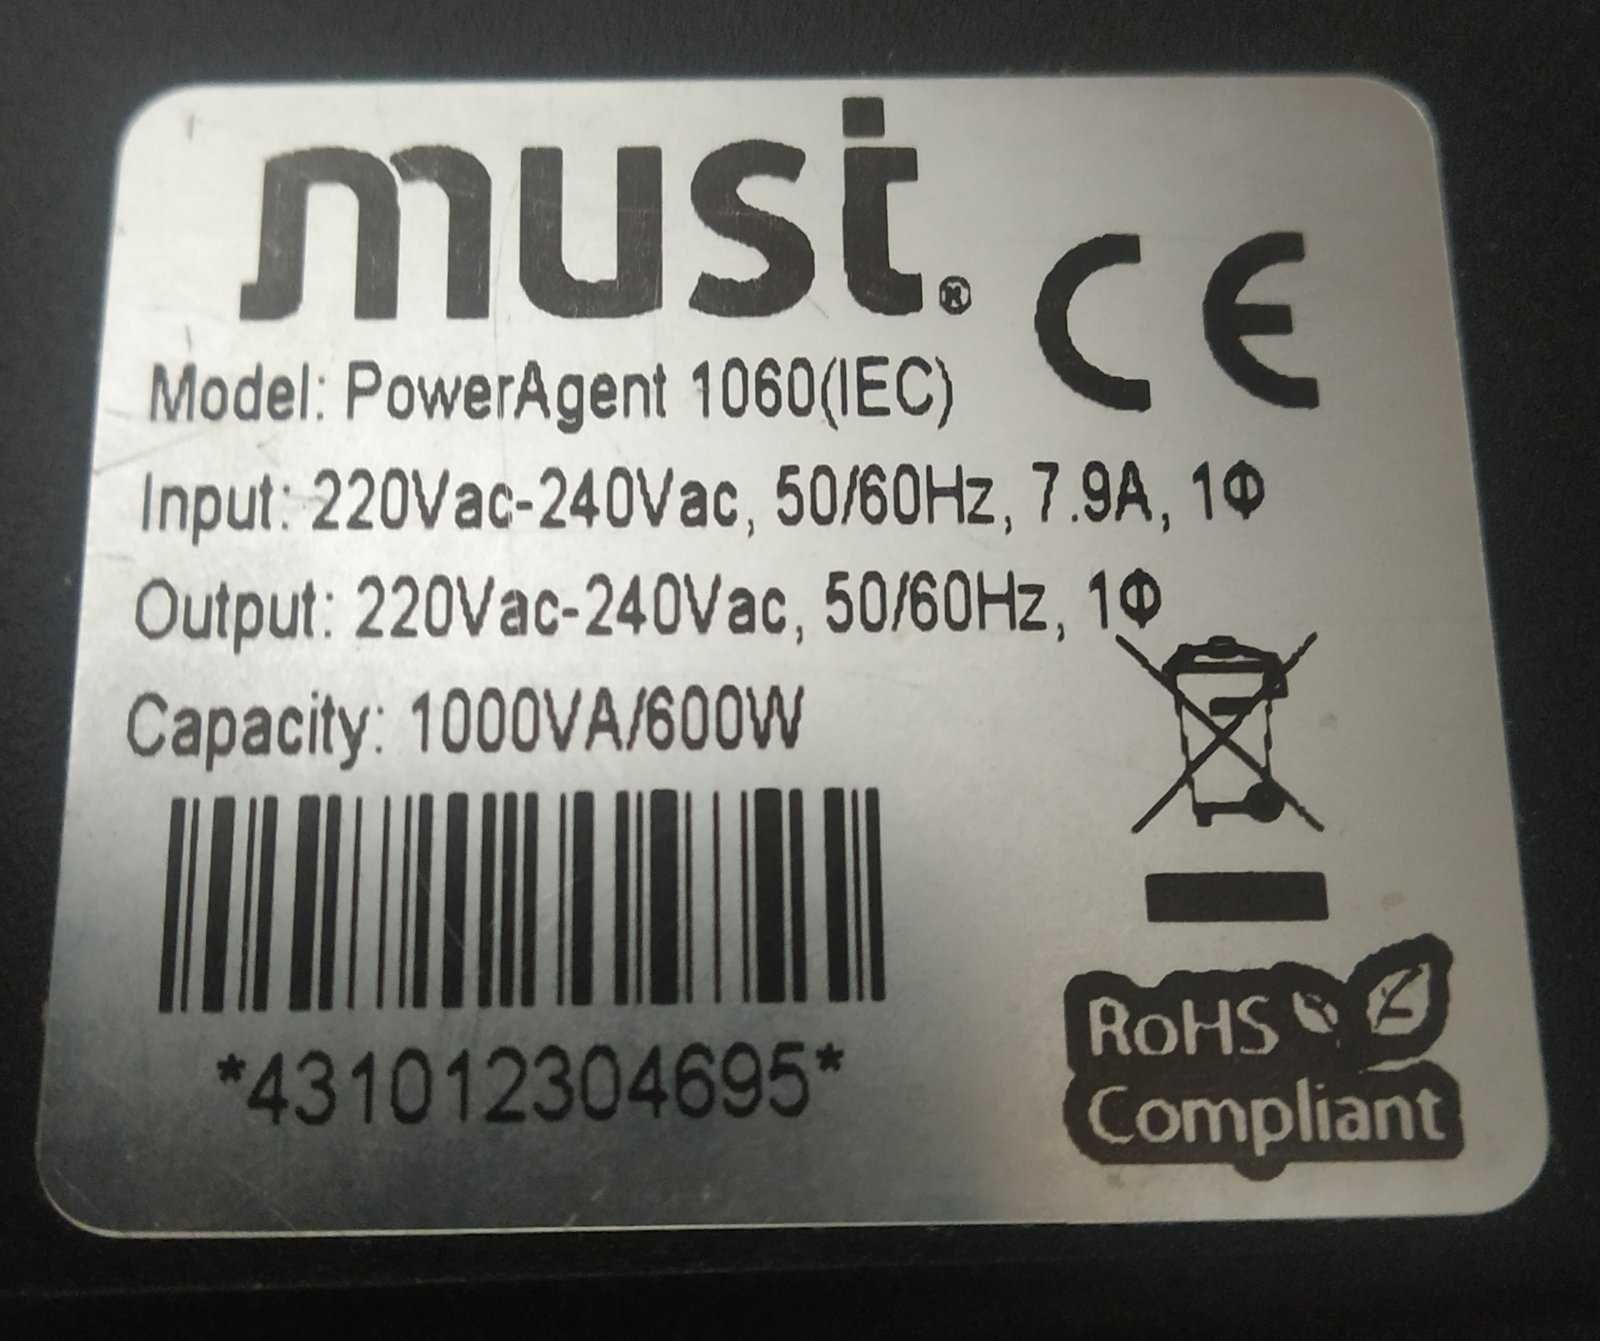 must®
CE
Model: PowerAgent 1060(IEC)
Input: 220Vac-240Vac, 50/60Hz, 7.9A, 1Φ
Output: 220Vac-240Vac, 50/60Hz, 1Φ
Capacity: 1000VA/600W
*431012304695*
RoHS
Compliant